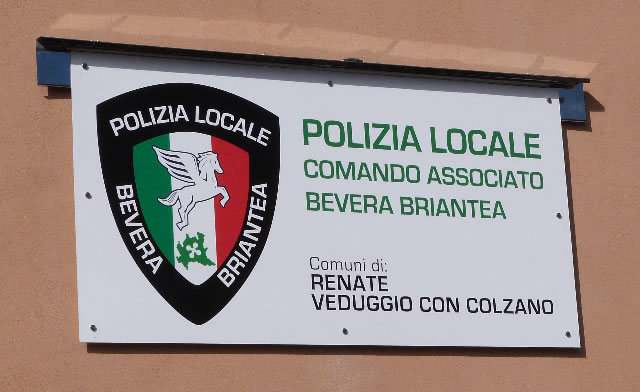 POLIZIA LOCALE
BEVERA
BRIANTEA
POLIZIA LOCALE
COMANDO ASSOCIATO
BEVERA BRIANTEA
Comuni di:
RENATE
VEDUGGIO CON COLZANO